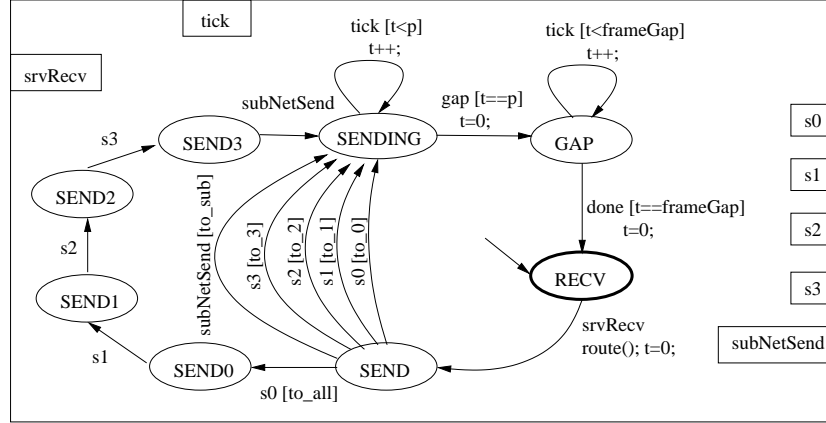 tick
srvRecv
tick [t<p]
t++;
tick [t<frameGap]
t++;
subNetSend
gap [t==p]
t=0;
s3
SEND3
SENDING
GAP
s0
s1
s2
s3
subNetSend
SEND2
s2
SEND1
s1
SEND0
s0 [to_all]
SEND
subNetSend [to_sub]
s3 [to_3]
s2 [to_2]
s1 [to_1]
s0 [to_0]
done [t==frameGap]
t=0;
RECV
srvRecv
route(); t=0;